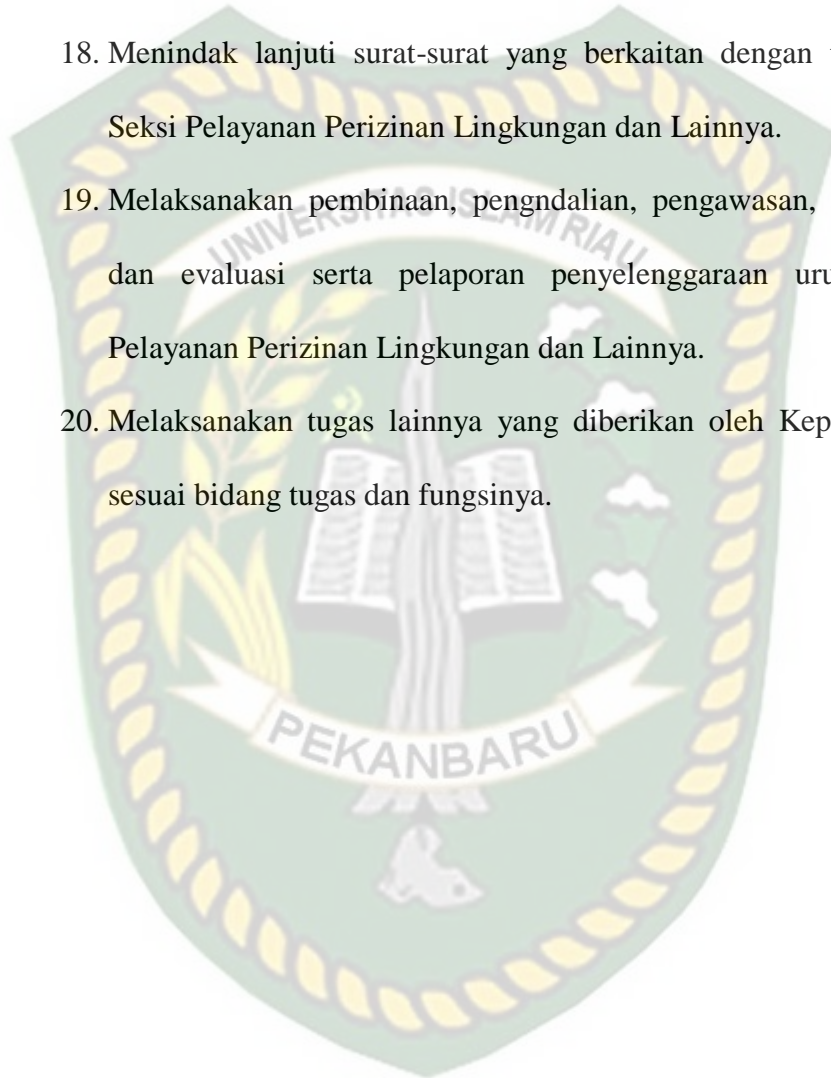 18. Menindak lanjuti surat-surat yang berkaitan dengan
Seksi Pelayanan Perizinan Lingkungan dan Lainnya.
19. Melaksanakan pembinaan, pengndalian, pengawasan,
UNIVERSITAS ISLAM RIAU
dan evaluasi serta pelaporan penyelenggaraan uru
Pelayanan Perizinan Lingkungan dan Lainnya.
20. Melaksanakan tugas lainnya yang diberikan oleh Kep
sesuai bidang tugas dan fungsinya.
PEKANBARU